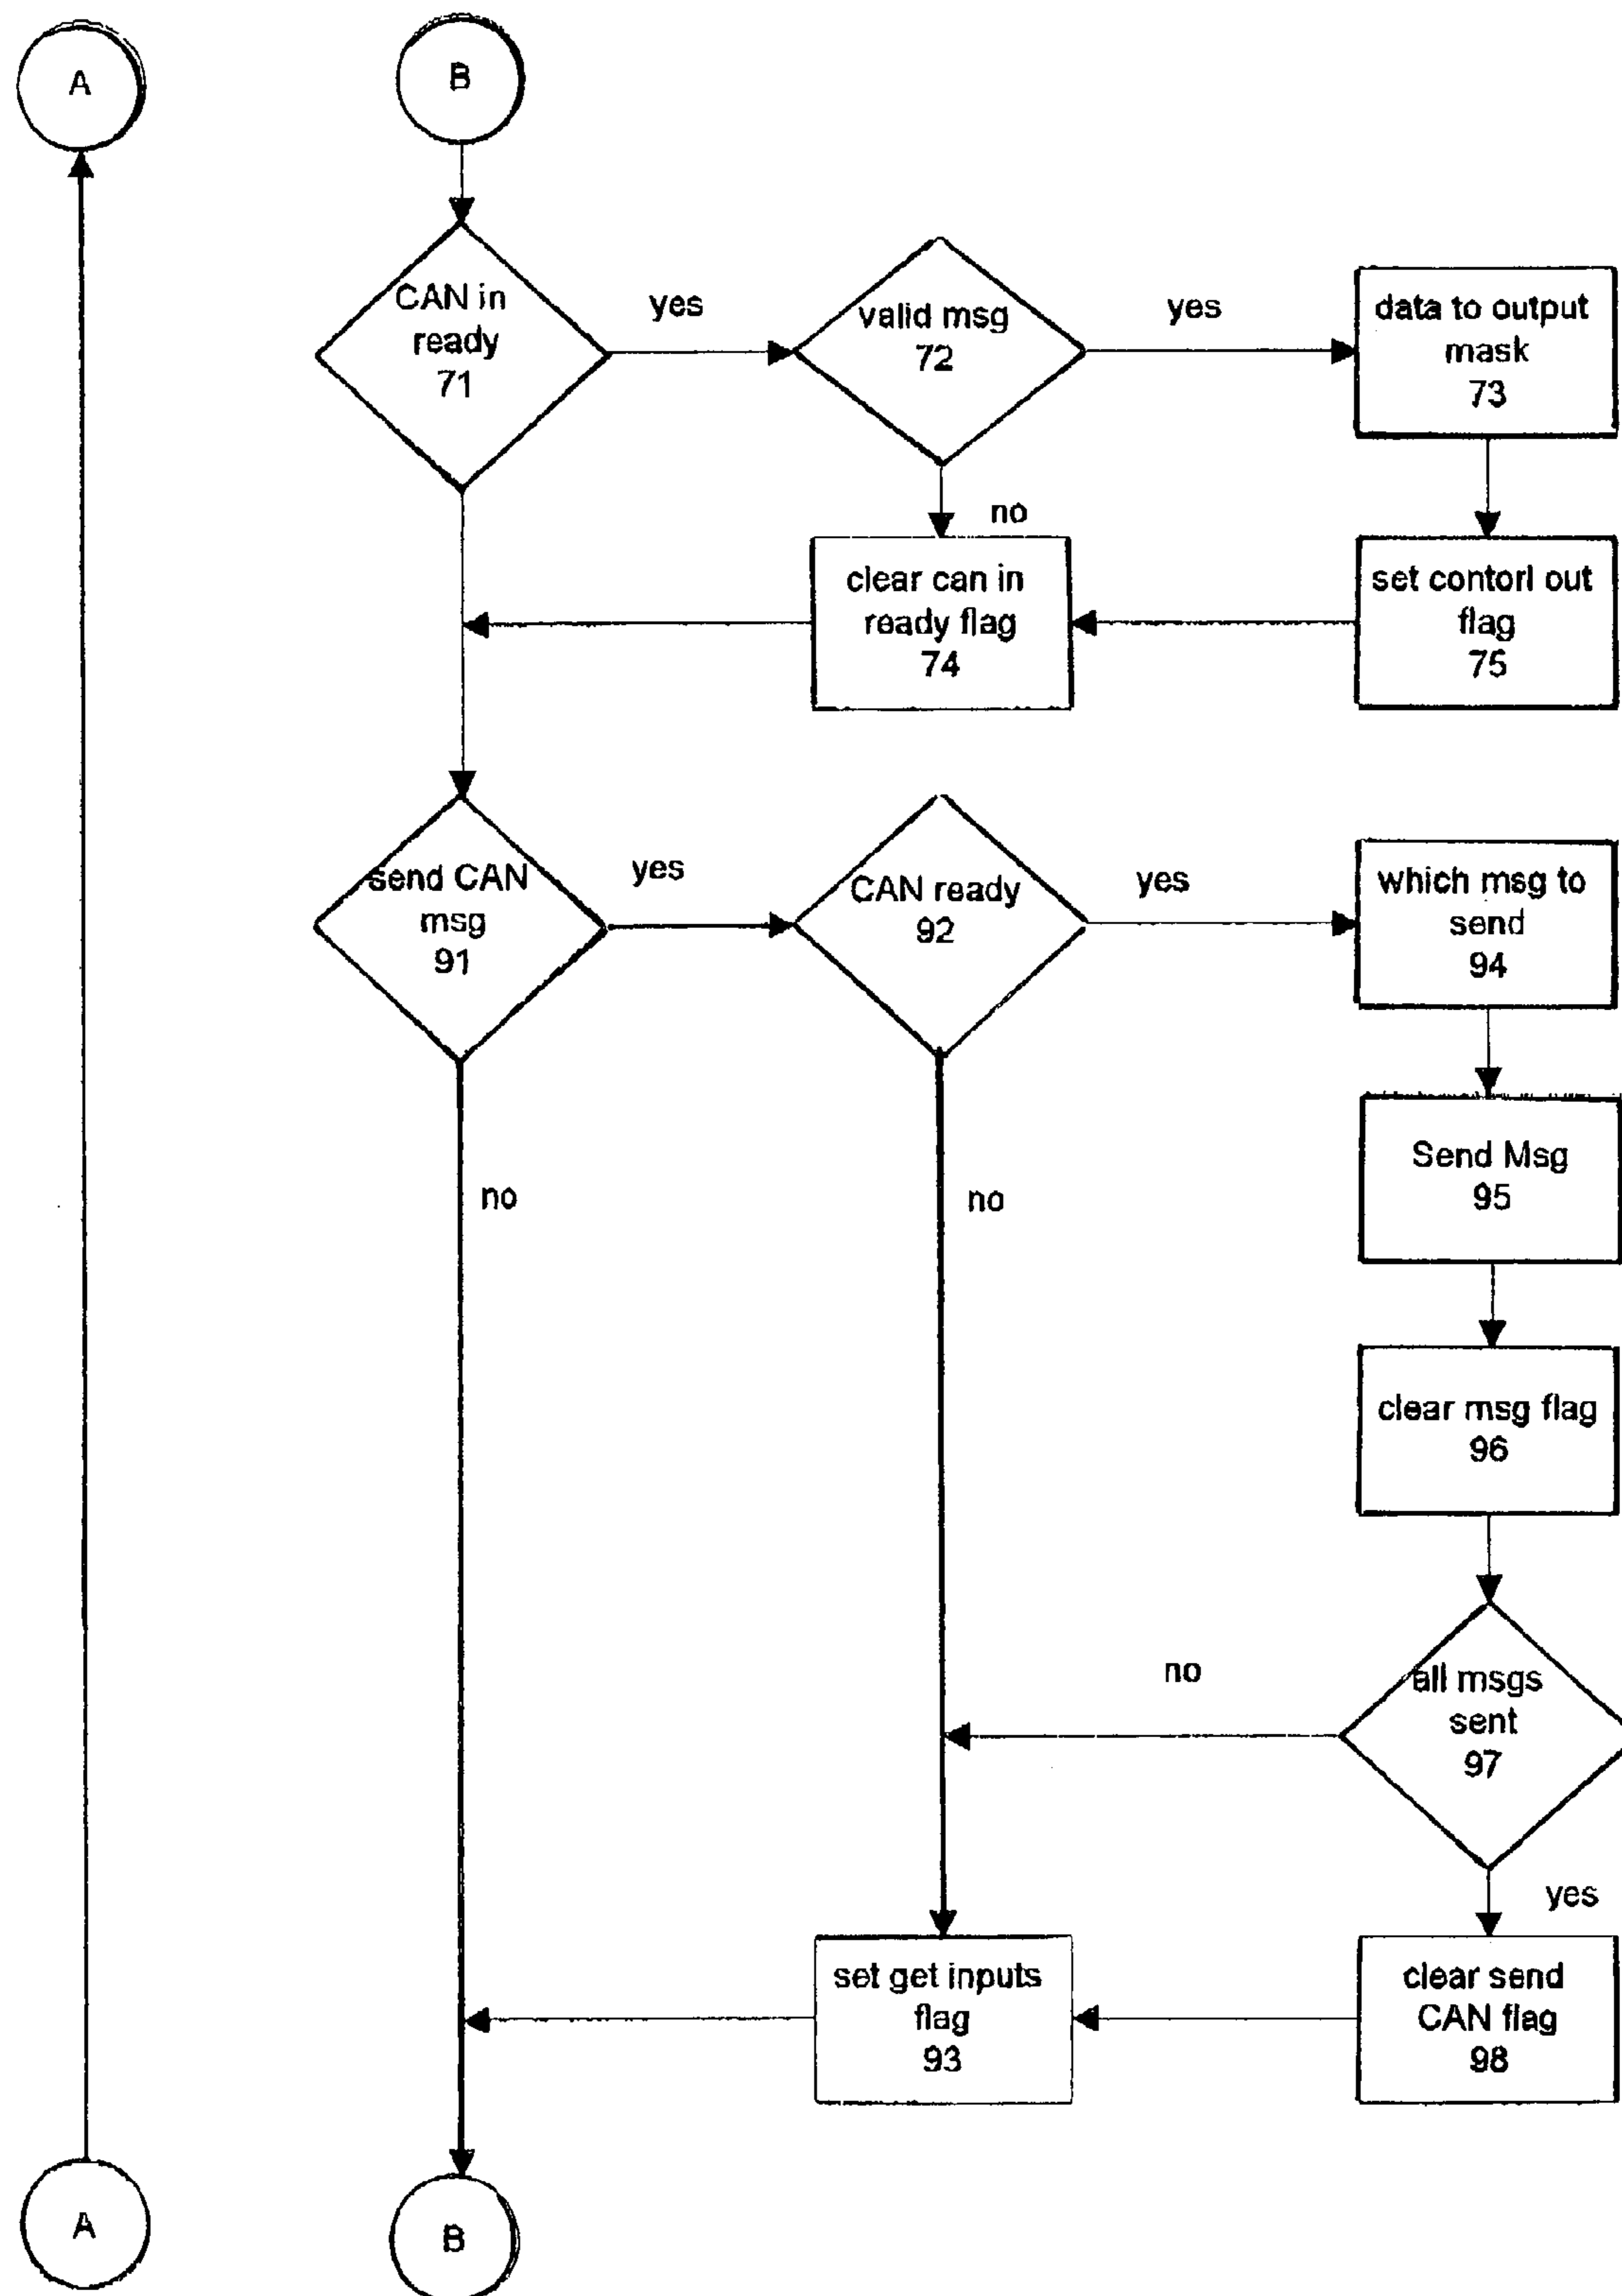 A
B
CAN in
ready
71
yes
valid msg
72
yes
data to output
mask
73
no
clear can in
ready flag
74
set contorl out
flag
75
send CAN
msg
91
yes
CAN ready
92
yes
which msg to
send
94
no
no
Send Msg
95
clear msg flag
96
no
all msgs
sent
97
yes
set get inputs
flag
93
clear send
CAN flag
98
A
B